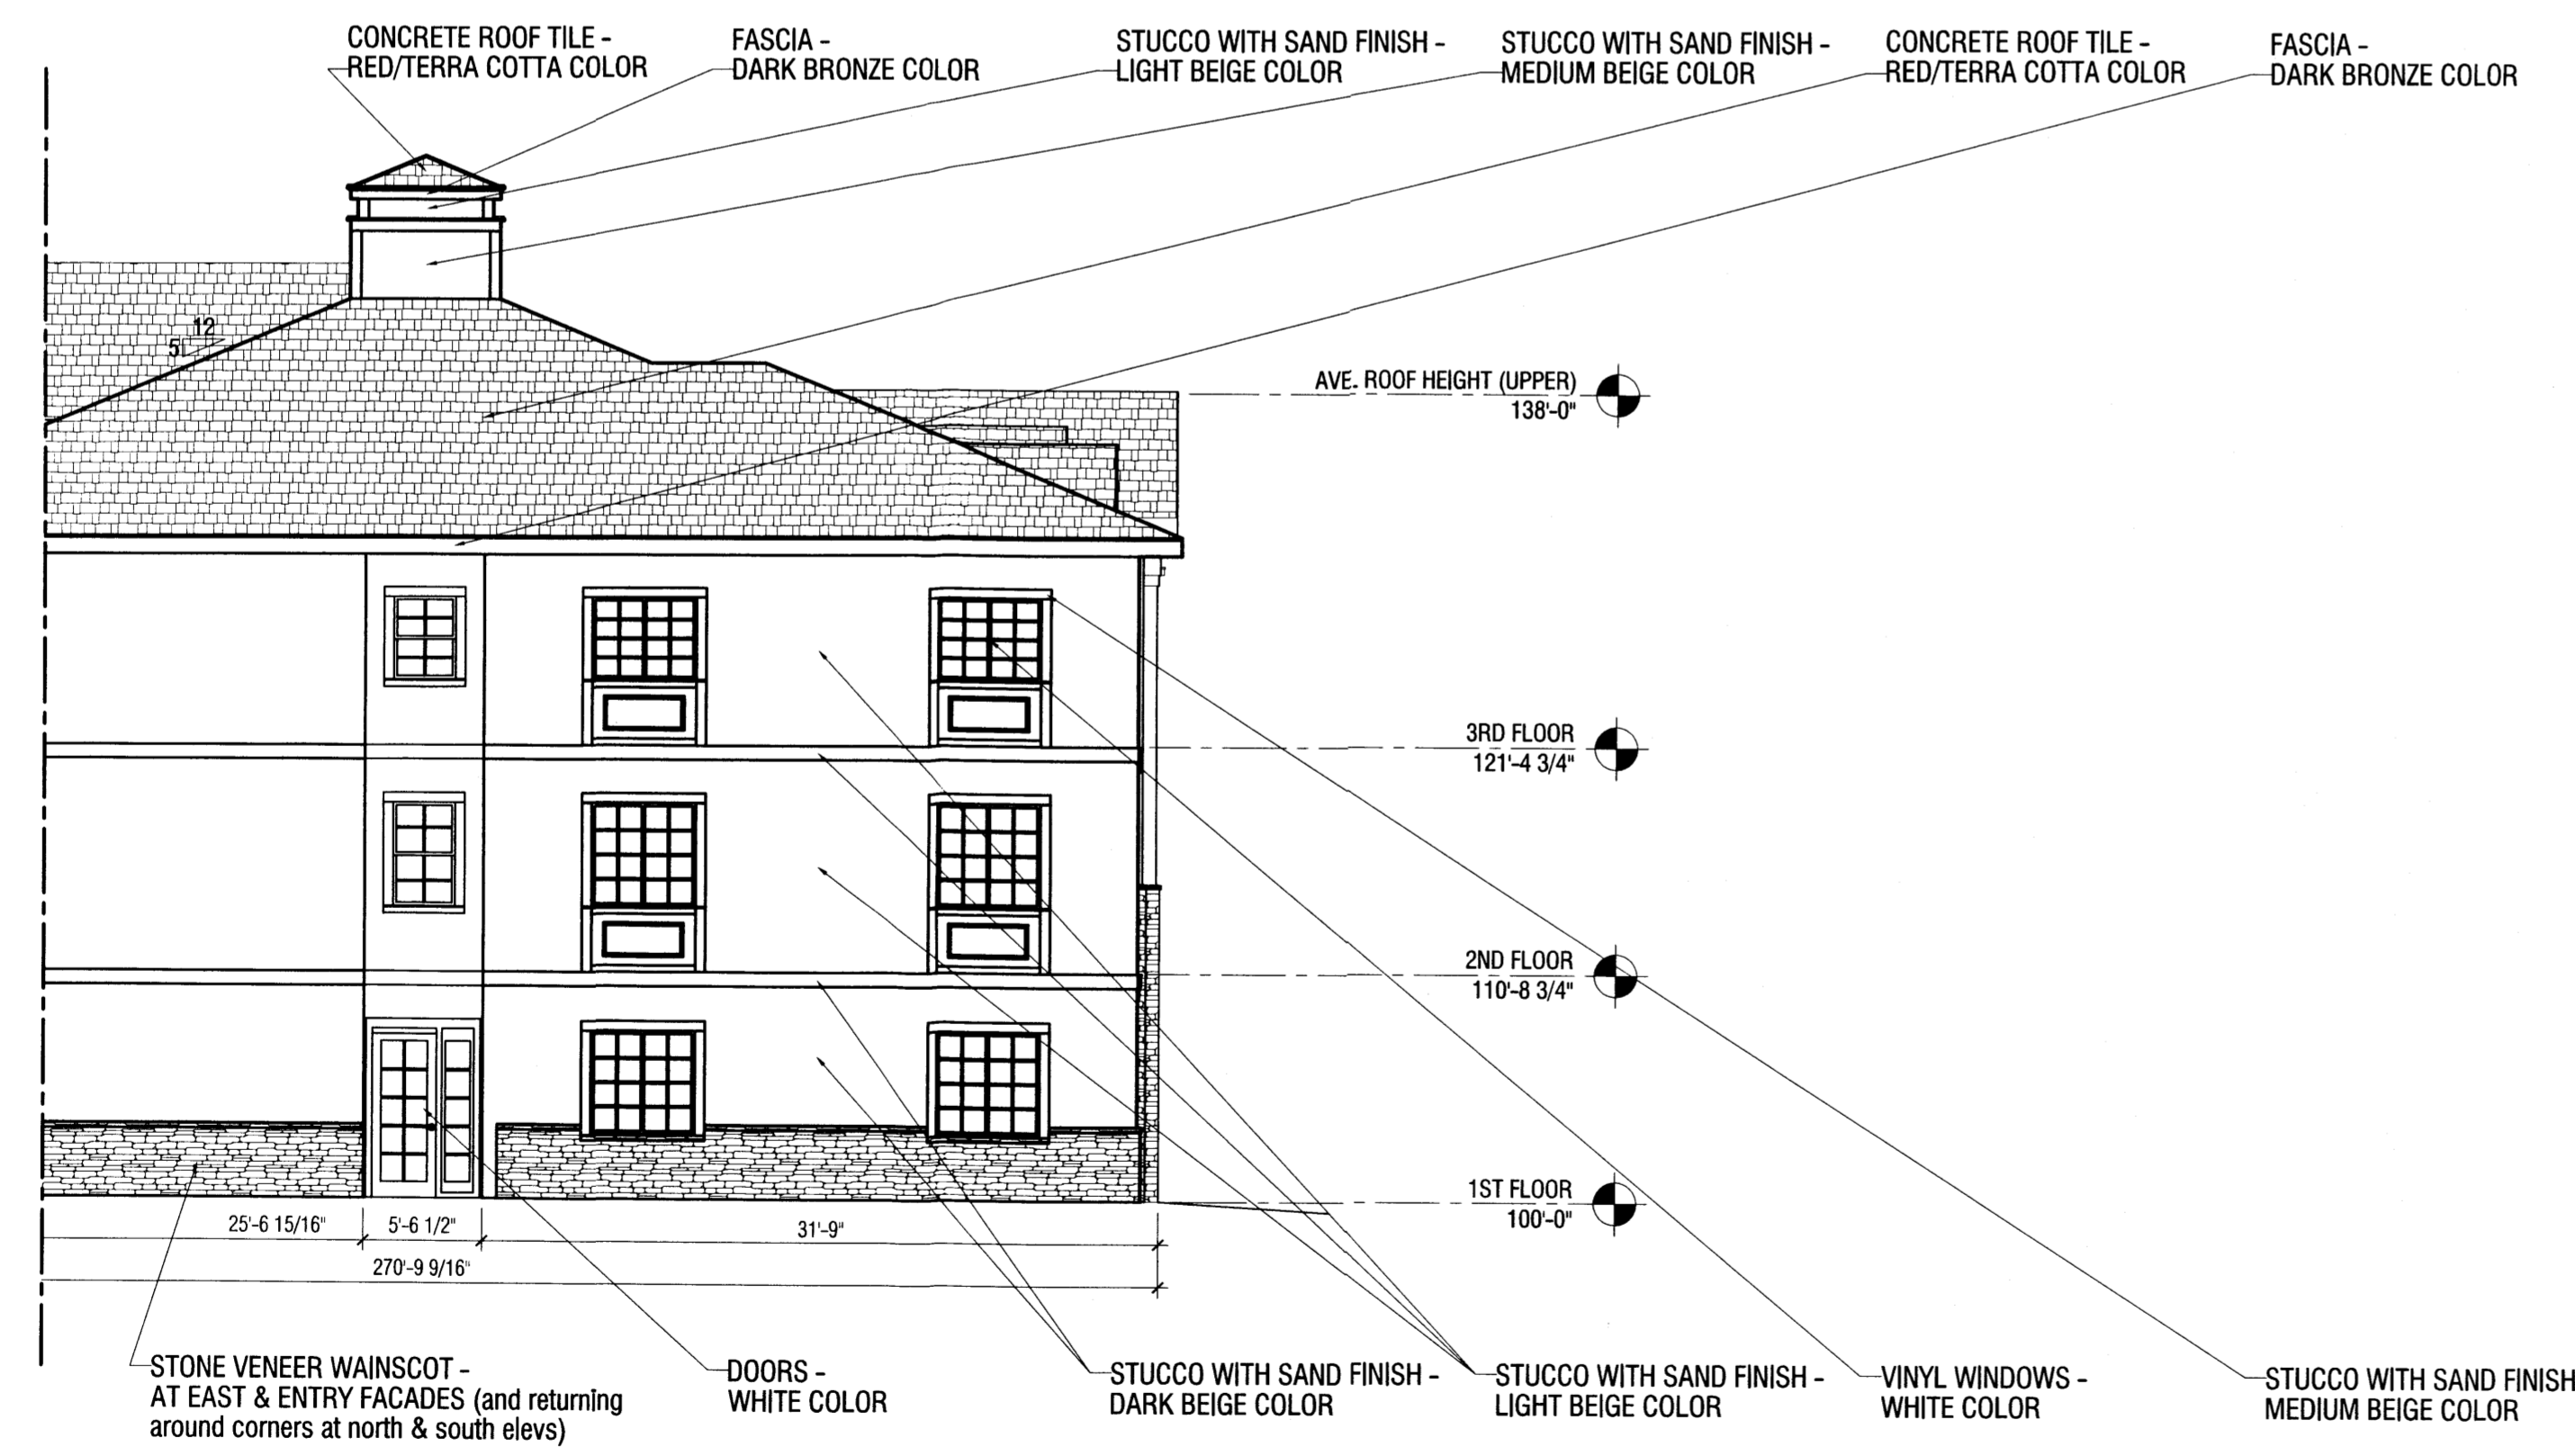 CONCRETE ROOF TILE -
RED/TERRA COTTA COLOR
FASCIA -
DARK BRONZE COLOR
STUCCO WITH SAND FINISH -
LIGHT BEIGE COLOR
STUCCO WITH SAND FINISH -
MEDIUM BEIGE COLOR
CONCRETE ROOF TILE -
RED/TERRA COTTA COLOR
FASCIA -
DARK BRONZE COLOR
12
5
AVE. ROOF HEIGHT (UPPER)
138'-0"
3RD FLOOR
121'-4 3/4"
2ND FLOOR
110'-8 3/4"
1ST FLOOR
100'-0"
25'-6 15/16"
5'-6 1/2"
31'-9"
270'-9 9/16"
STONE VENEER WAINSCOT -
AT EAST & ENTRY FACADES (and returning
around corners at north & south elevs)
DOORS -
WHITE COLOR
STUCCO WITH SAND FINISH -
DARK BEIGE COLOR
STUCCO WITH SAND FINISH -
LIGHT BEIGE COLOR
VINYL WINDOWS -
WHITE COLOR
STUCCO WITH SAND FINISH
MEDIUM BEIGE COLOR